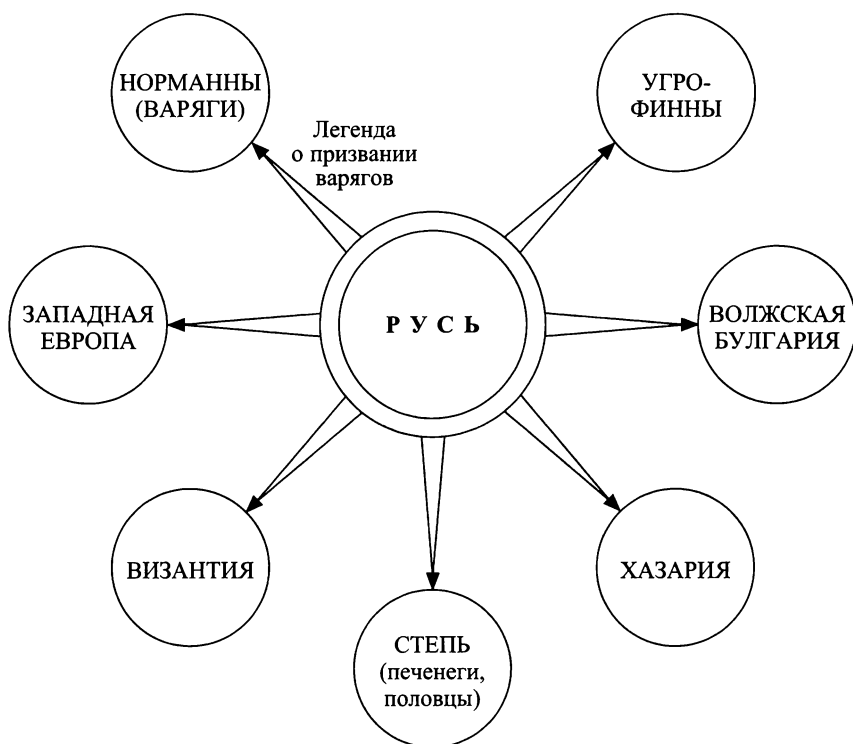 НОРМАННЫ
(ВАРЯГИ)
Легенда
о призвании
варягов
УГРО-
ФИННЫ
ЗАПАДНАЯ
ЕВРОПА
Р У С Ь
ВОЛЖСКАЯ
БУЛГАРИЯ
ВИЗАНТИЯ
ХАЗАРИЯ
СТЕПЬ
(печенеги,
половцы)